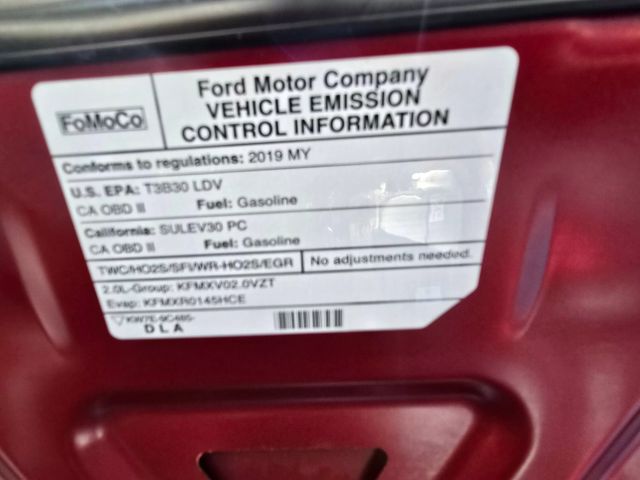 FoMoCo
Ford Motor Company
VEHICLE EMISSION
CONTROL INFORMATION
Conforms to regulations: 2019 MY
U.S. EPA: T3B30 LDV
CA OBD II Fuel: Gasoline
California: SULEV30 PC
CA OBD II Fuel: Gasoline
TWC/HO2S/SFI/WR-HO2S/EGR
No adjustments needed.
2.0L-Group: KFMXV02.0VZT
Evap: KFMXR0145HCE
KW7E-9C485-
DLA